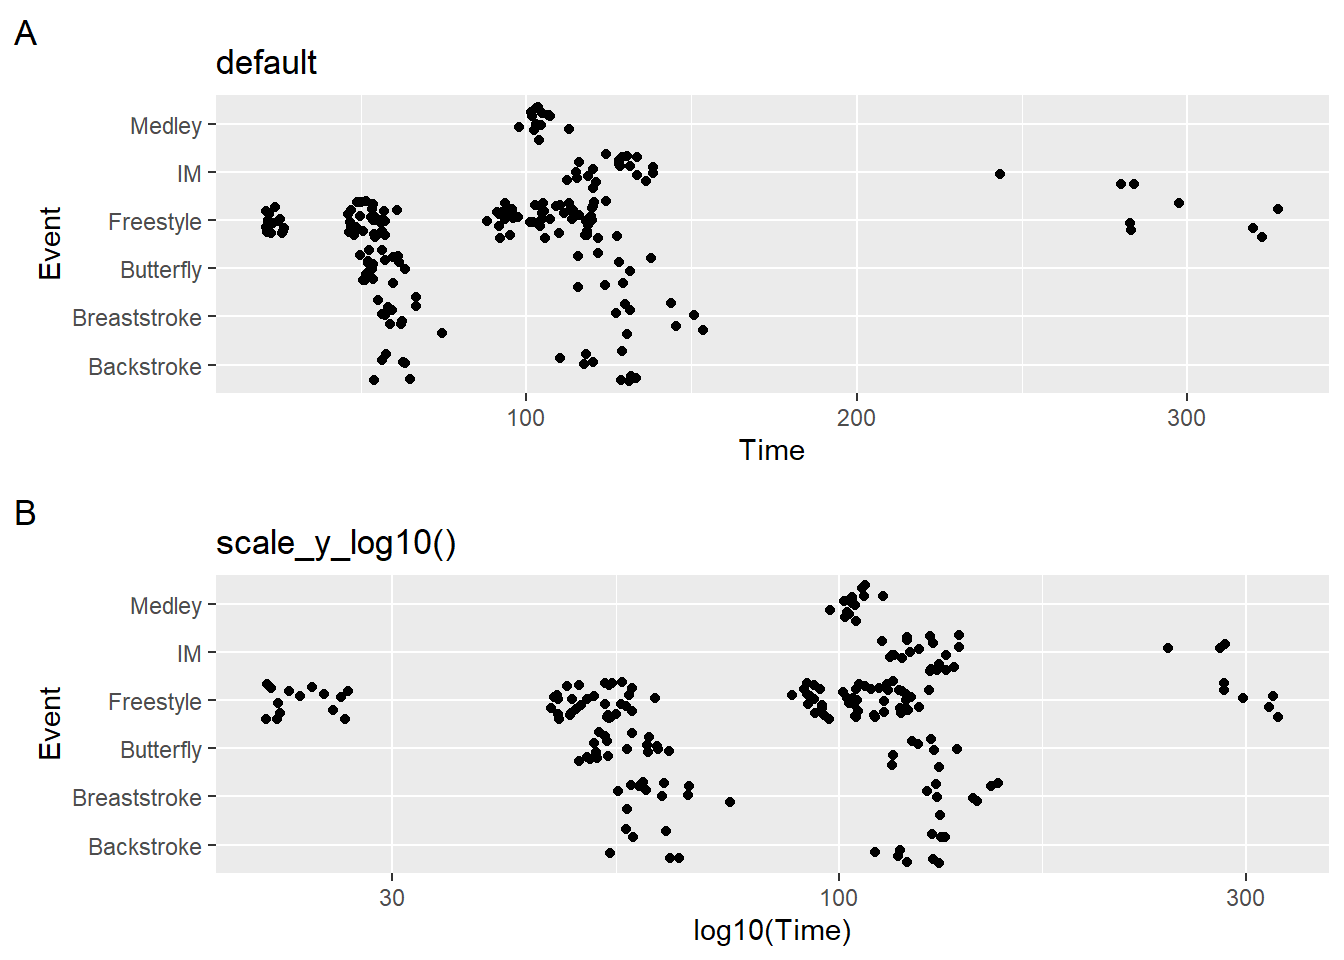 A
default
Medley
IM
Freestyle
Butterfly
Breaststroke
Backstroke
Event
100 200 300
Time
B
scale_y_log10()
Medley
IM
Freestyle
Butterfly
Breaststroke
Backstroke
Event
30 100 300
log10(Time)